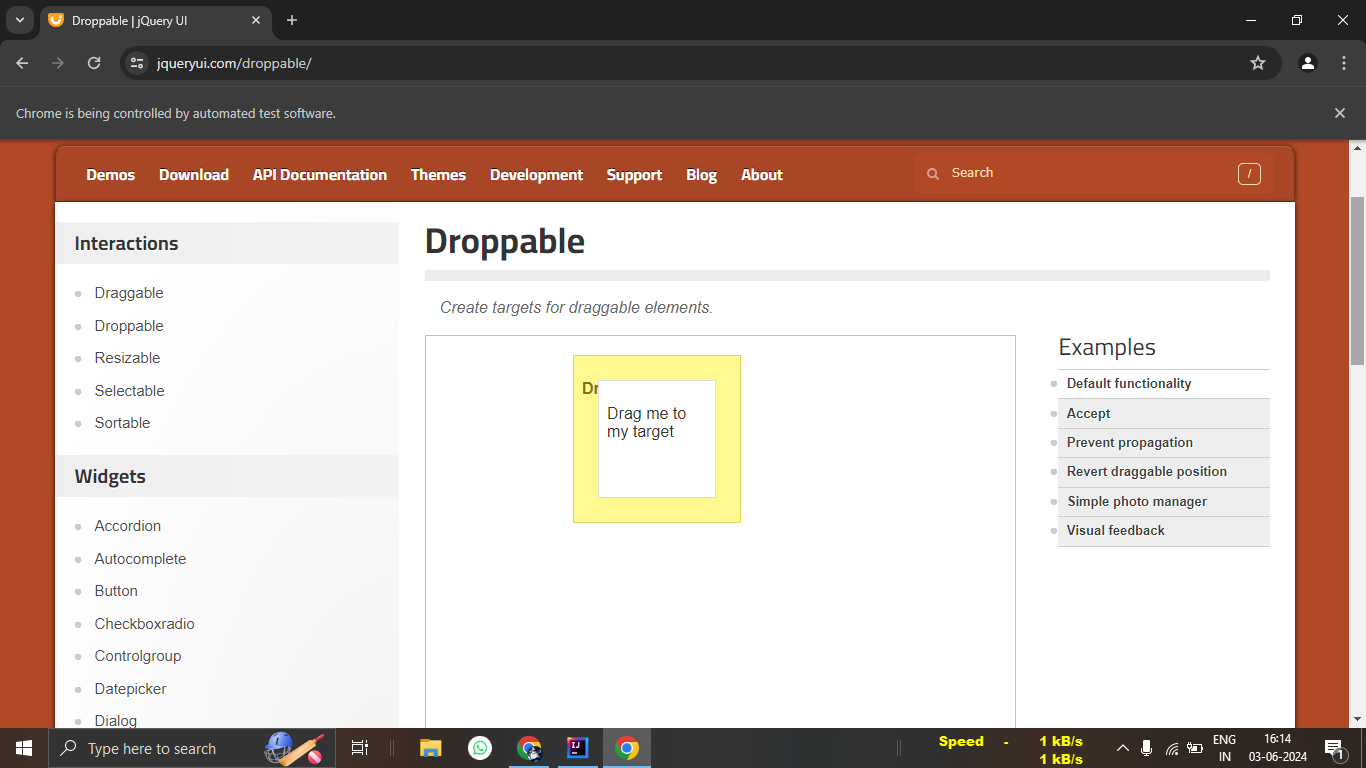 Droppable | jQuery UI
jqueryui.com/droppable/
Chrome is being controlled by automated test software.
Demos Download API Documentation Themes Development Support Blog About Search /
Interactions
Draggable
Droppable
Resizable
Selectable
Sortable
Widgets
Accordion
Autocomplete
Button
Checkboxradio
Controlgroup
Datepicker
Dialog
Droppable
Create targets for draggable elements.
Dr
Drag me to
my target
Examples
Default functionality
Accept
Prevent propagation
Revert draggable position
Simple photo manager
Visual feedback
Type here to search
Speed - 1 kB/s
1 kB/s
ENG
IN
16:14
03-06-2024
1